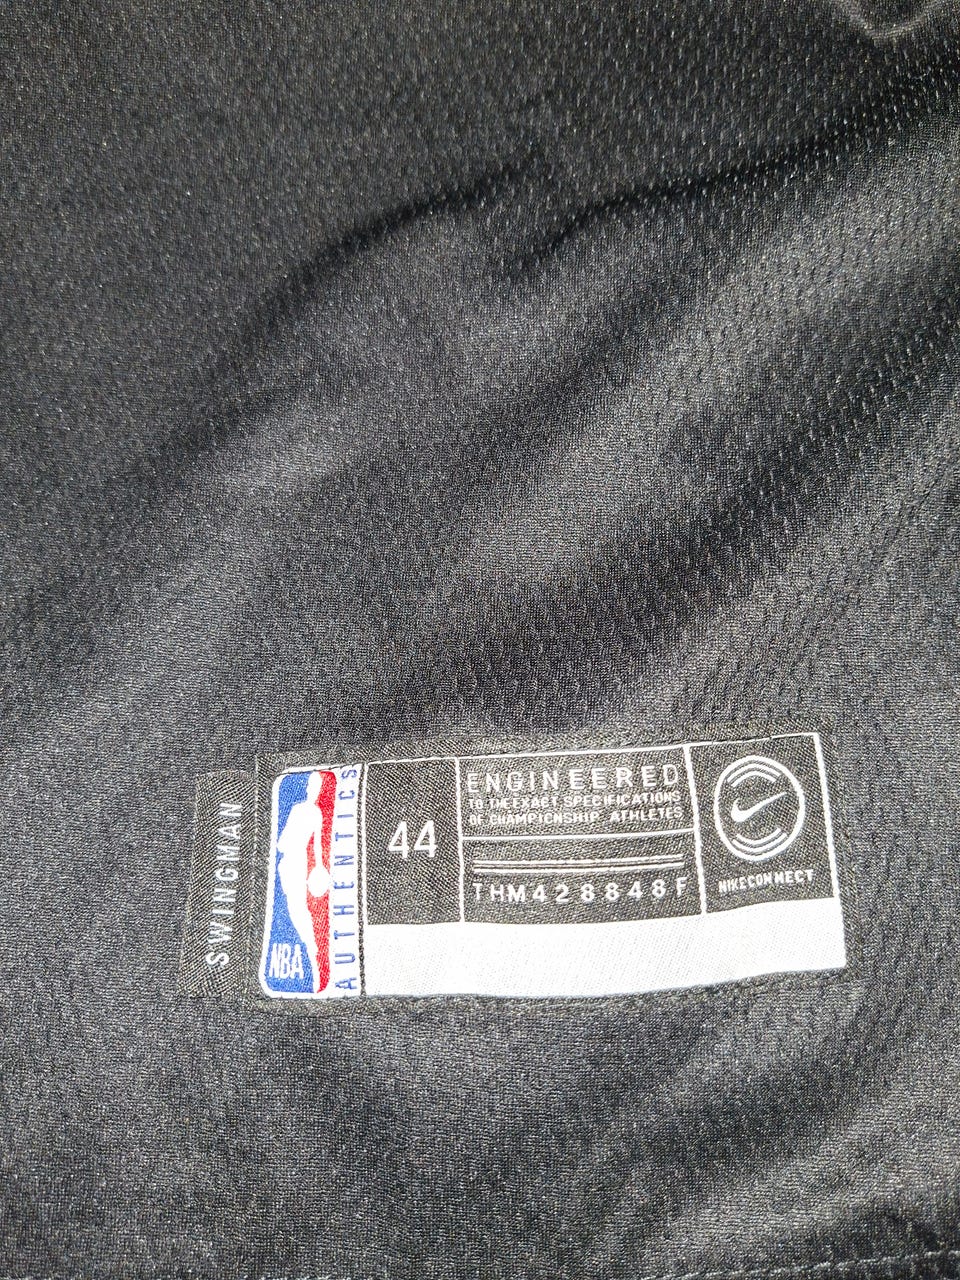 SWINGMAN
NBA
AUTHENTICS
44
ENGINEERED
TO THE EXACT SPECIFICATIONS
OF CHAMPIONSHIP ATHLETES
THM428848F
NIKECONNECT